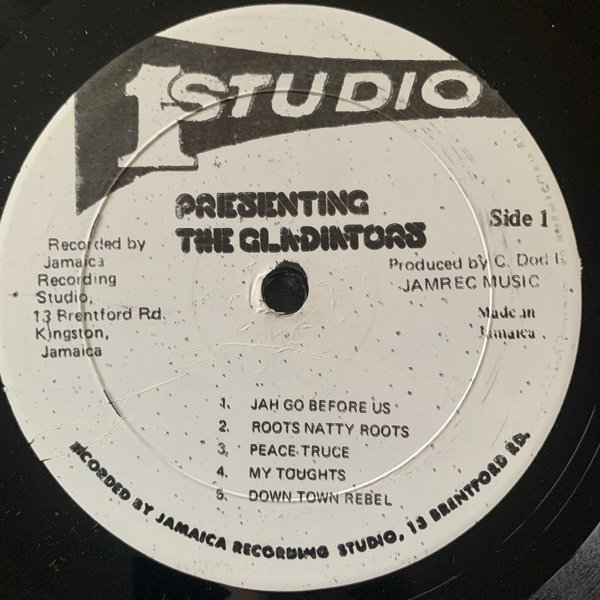 1 STUDIO
PRESENTING
THE GLADIATORS
Side 1
Recorded by
Jamaica
Recording
Studio,
13 Brentford Rd.
Kingston,
Jamaica
Produced by C. Dodd
JAMREC MUSIC
Made in
Jamaica
1. JAH GO BEFORE US
2. ROOTS NATTY ROOTS
3. PEACE TRUCE
4. MY TOUGHTS
5. DOWN TOWN REBEL
RECORDED BY JAMAICA RECORDING STUDIO, 13 BRENTFORD RD.